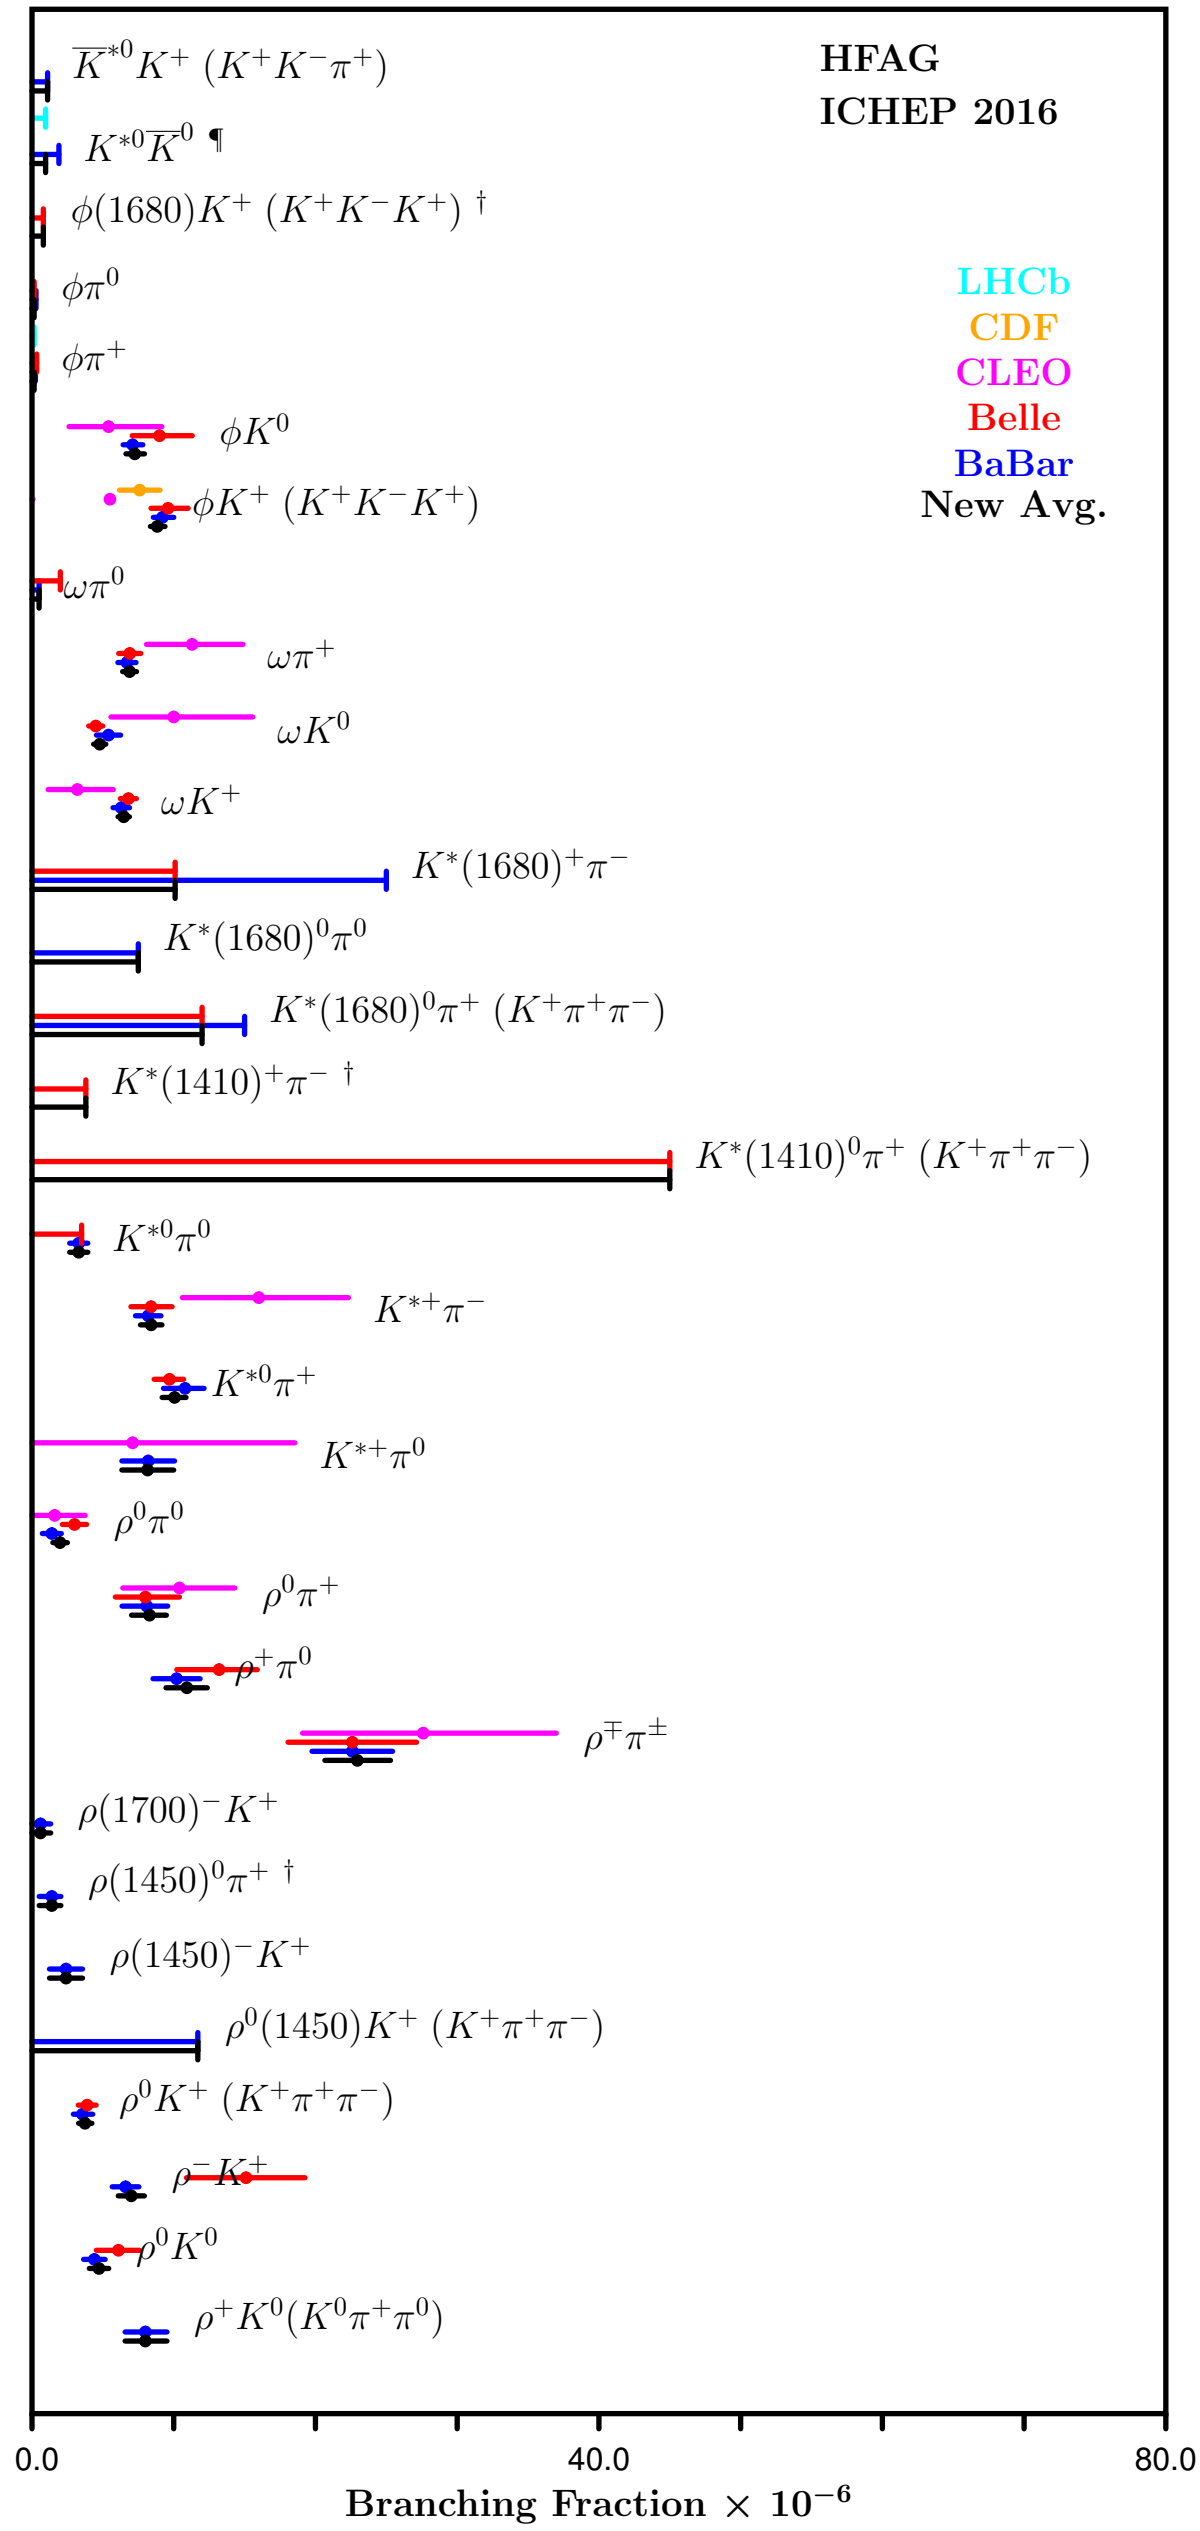 K̅*⁰K⁺ (K⁺K⁻π⁺)
HFAG
ICHEP 2016
K*⁰K̅⁰ ¶
ϕ(1680)K⁺ (K⁺K⁻K⁺) †
ϕπ⁰
LHCb
CDF
ϕπ⁺
CLEO
Belle
ϕK⁰
BaBar
ϕK⁺ (K⁺K⁻K⁺)
New Avg.
ωπ⁰
ωπ⁺
ωK⁰
ωK⁺
K*(1680)⁺π⁻
K*(1680)⁰π⁰
K*(1680)⁰π⁺ (K⁺π⁺π⁻)
K*(1410)⁺π⁻ †
K*(1410)⁰π⁺ (K⁺π⁺π⁻)
K*⁰π⁰
K*⁺π⁻
K*⁰π⁺
K*⁺π⁰
ρ⁰π⁰
ρ⁰π⁺
ρ⁺π⁰
ρ^∓π^±
ρ(1700)⁻K⁺
ρ(1450)⁰π⁺ †
ρ(1450)⁻K⁺
ρ⁰(1450)K⁺ (K⁺π⁺π⁻)
ρ⁰K⁺ (K⁺π⁺π⁻)
ρ⁻K⁺
ρ⁰K⁰
ρ⁺K⁰(K⁰π⁺π⁰)
0.0 40.0 80.0
Branching Fraction × 10⁻⁶